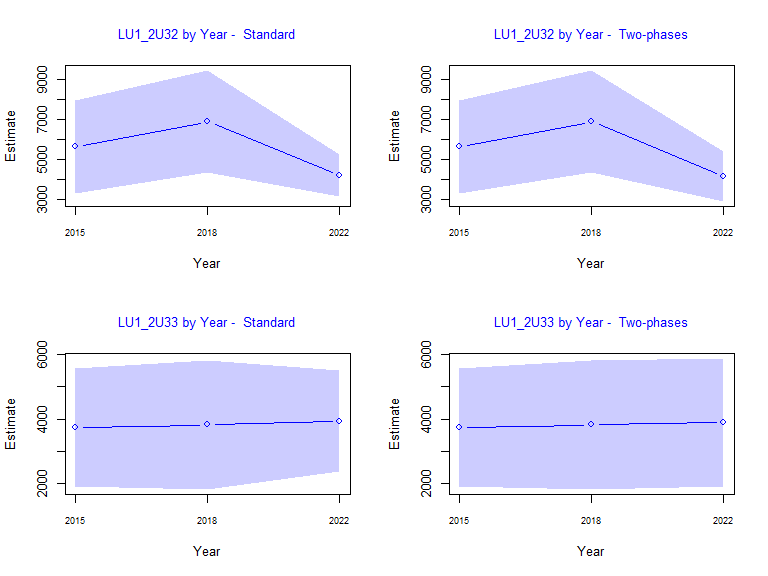 LU1_2U32 by Year -  Standard
Estimate
9000
7000
5000
3000
2015
2018
2022
Year
LU1_2U32 by Year -  Two-phases
Estimate
9000
7000
5000
3000
2015
2018
2022
Year
LU1_2U33 by Year -  Standard
Estimate
6000
4000
2000
2015
2018
2022
Year
LU1_2U33 by Year -  Two-phases
Estimate
6000
4000
2000
2015
2018
2022
Year